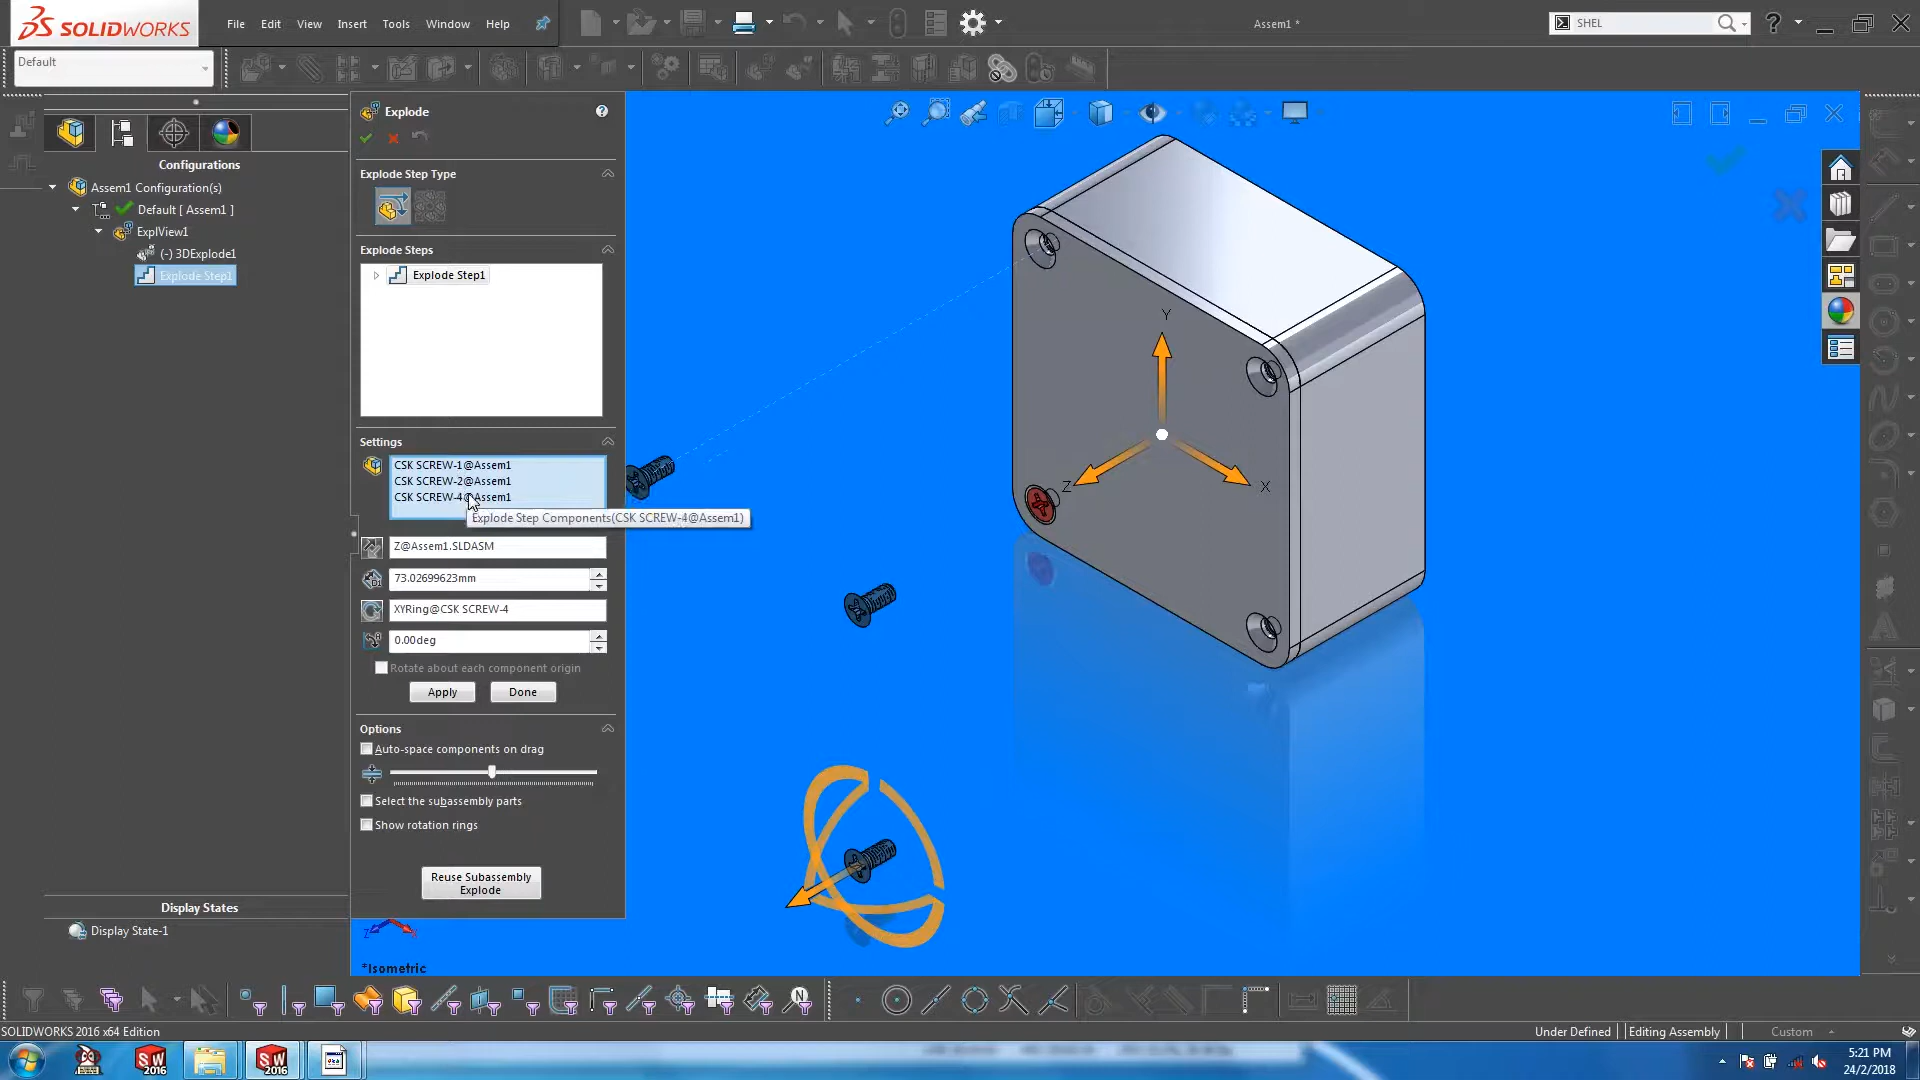 SOLIDWORKS
File Edit View Insert Tools Window Help
Assem1 *
SHEL
Default
Configurations
Assem1 Configuration(s)
Default [ Assem1 ]
ExplView1
(-) 3DExplode1
Explode Step1
Display States
Display State-1
Explode
Explode Step Type
Explode Steps
Explode Step1
Settings
CSK SCREW-1@Assem1
CSK SCREW-2@Assem1
CSK SCREW-4@Assem1
Explode Step Components(CSK SCREW-4@Assem1)
Z@Assem1.SLDASM
73.02699623mm
XYRing@CSK SCREW-4
0.00deg
Rotate about each component origin
Apply Done
Options
Auto-space components on drag
Select the subassembly parts
Show rotation rings
Reuse Subassembly
Explode
Y
Z
X
*Isometric
SOLIDWORKS 2016 x64 Edition
Under Defined
Editing Assembly
Custom
SW
2016
SW
2016
5:21 PM
24/2/2018